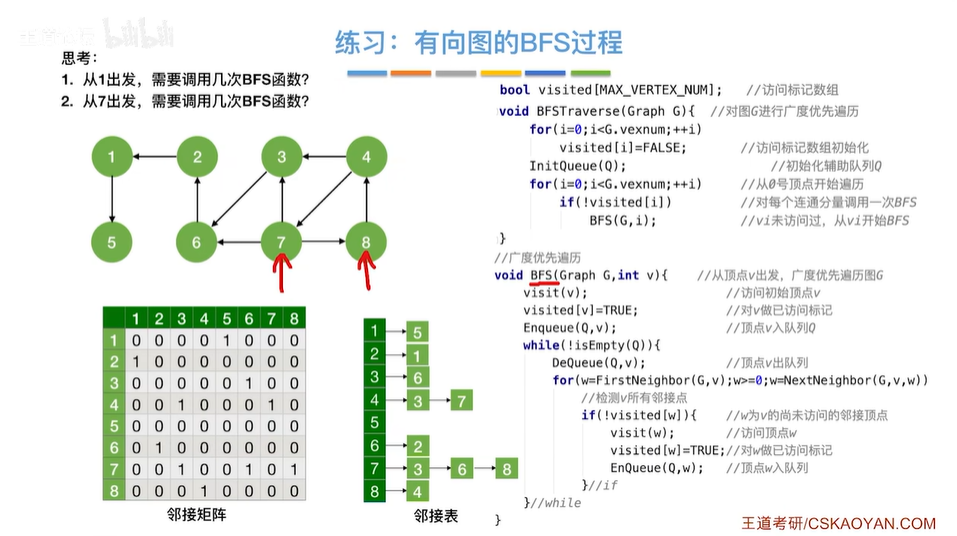 练习：有向图的BFS过程
思考：
1. 从1出发，需要调用几次BFS函数？
2. 从7出发，需要调用几次BFS函数？
1 2 3 4
5 6 7 8
1 2 3 4 5 6 7 8
1 0 0 0 0 1 0 0 0
2 1 0 0 0 0 0 0 0
3 0 0 0 0 0 1 0 0
4 0 0 1 0 0 0 1 0
5 0 0 0 0 0 0 0 0
6 0 1 0 0 0 0 0 0
7 0 0 1 0 0 1 0 1
8 0 0 0 1 0 0 0 0
邻接矩阵
1 5
2 1
3 6
4 3 7
5
6 2
7 3 6 8
8 4
邻接表
bool visited[MAX_VERTEX_NUM]; //访问标记数组
void BFSTraverse(Graph G){ //对图G进行广度优先遍历
for(i=0;i<G.vexnum;++i)
visited[i]=FALSE; //访问标记数组初始化
InitQueue(Q); //初始化辅助队列Q
for(i=0;i<G.vexnum;++i) //从0号顶点开始遍历
if(!visited[i]) //对每个连通分量调用一次BFS
BFS(G,i); //vi未访问过，从vi开始BFS
}
//广度优先遍历
void BFS(Graph G,int v){ //从顶点v出发，广度优先遍历图G
visit(v); //访问初始顶点v
visited[v]=TRUE; //对v做已访问标记
Enqueue(Q,v); //顶点v入队列Q
while(!isEmpty(Q)){
DeQueue(Q,v); //顶点v出队列
for(w=FirstNeighbor(G,v);w>=0;w=NextNeighbor(G,v,w))
//检测v所有邻接点
if(!visited[w]){ //w为v的尚未访问的邻接顶点
visit(w); //访问顶点w
visited[w]=TRUE;//对w做已访问标记
EnQueue(Q,w); //顶点w入队列
}//if
}//while
}
王道考研/CSKAOYAN.COM